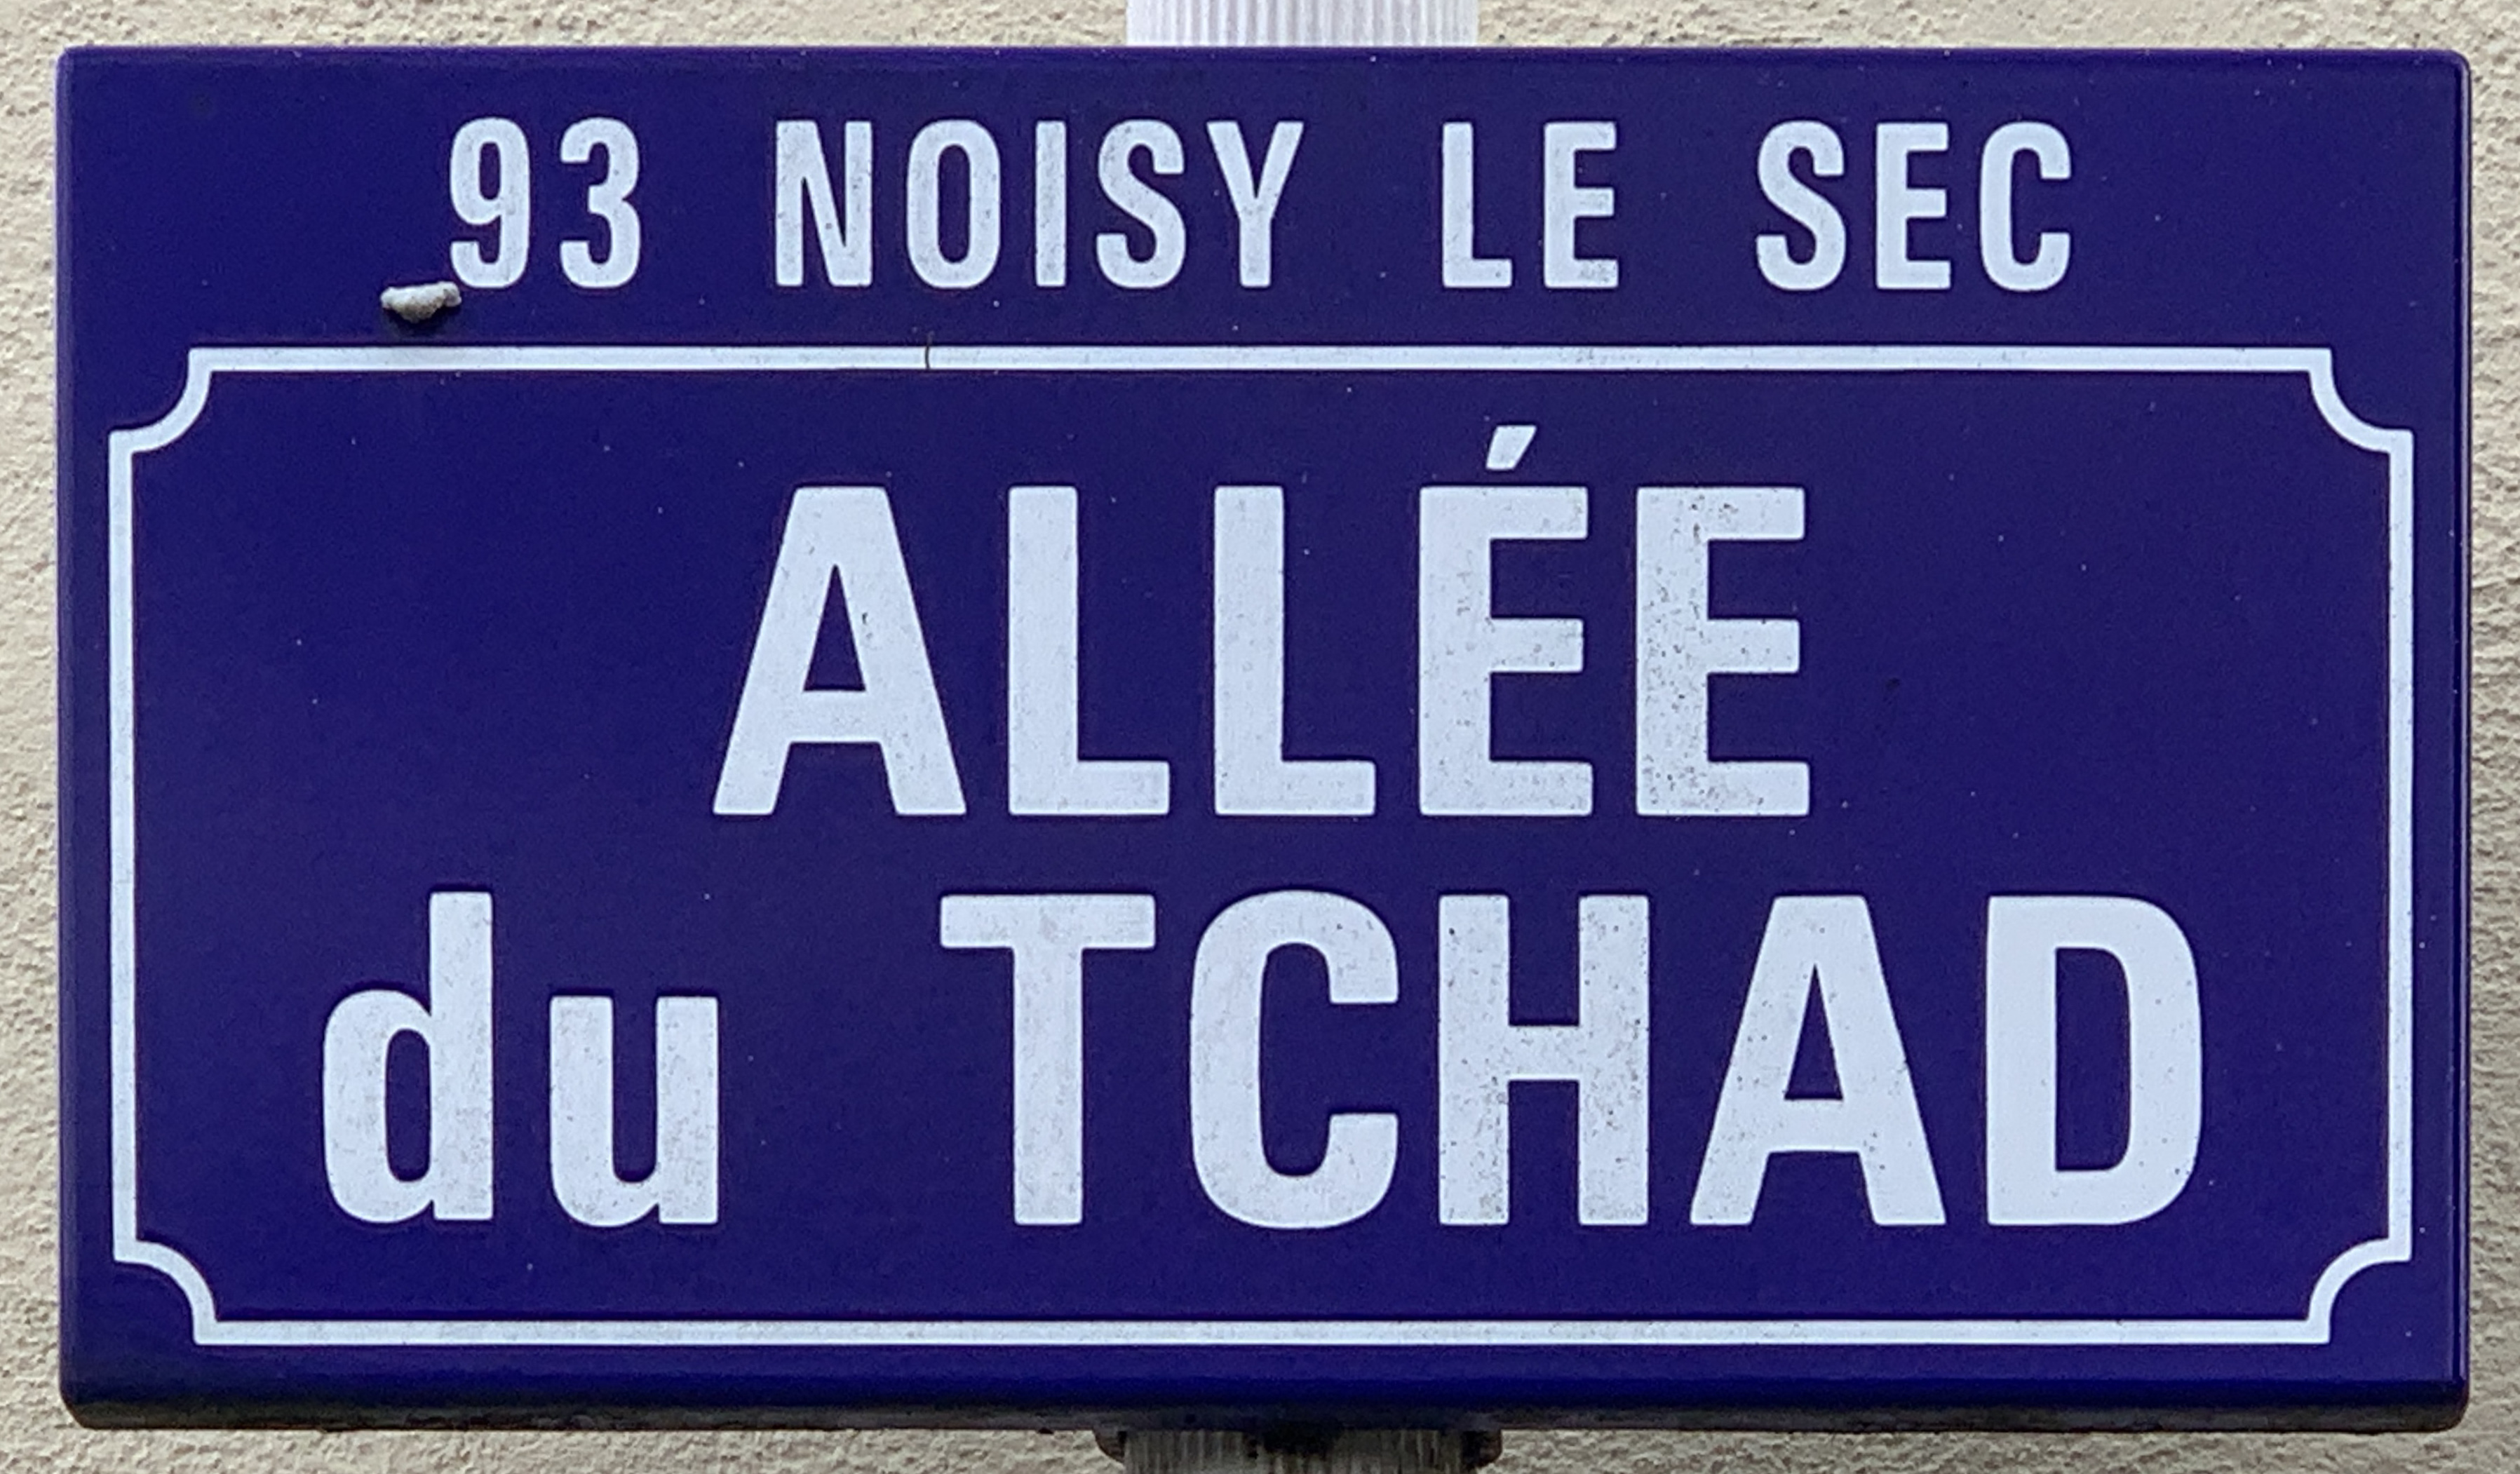 93 NOISY LE SEC
ALLÉE
du TCHAD